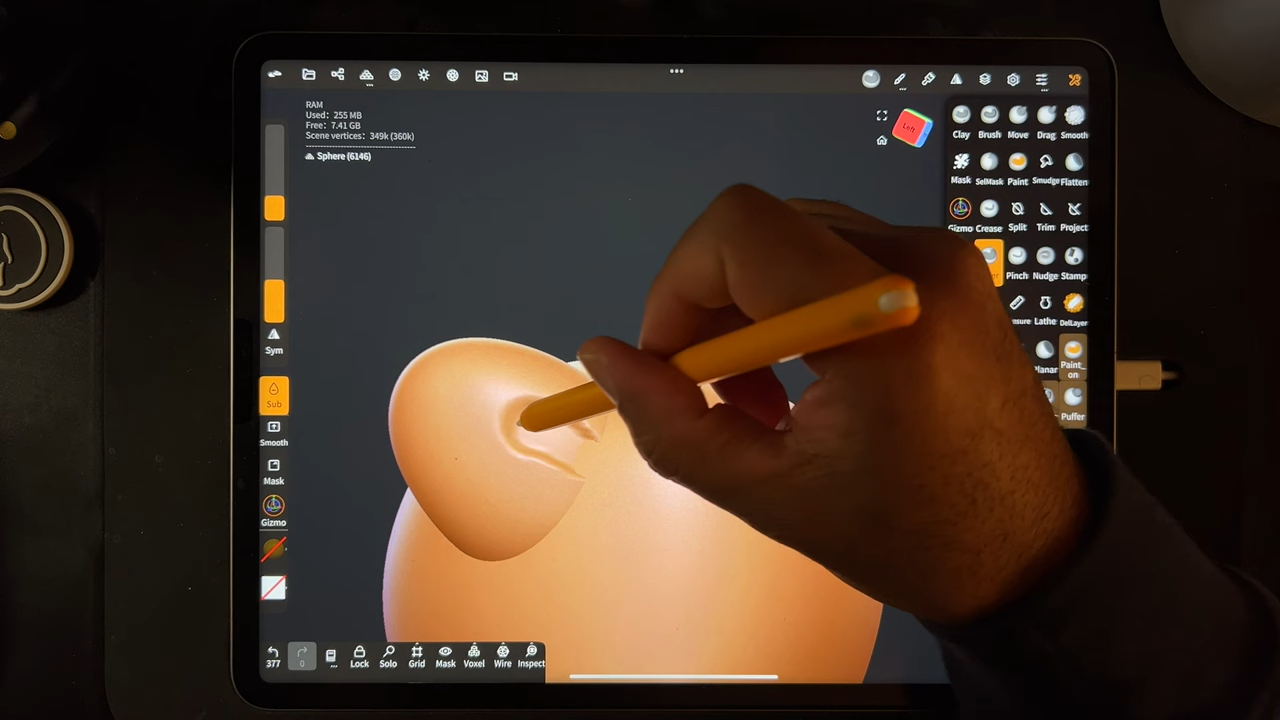 RAM
Used: 255 MB
Free: 7.41 GB
Scene vertices: 349k (360k)
Sphere (6146)
Left
Clay Brush Move Drag Smooth
Mask SelMask Paint Smudge Flatten
Gizmo Crease Split Trim Project
Pinch Nudge Stamp
Lathe DelLayer
Planar Paint_on
Puffer
Sym
Sub
Smooth
Mask
Gizmo
377 0 Lock Solo Grid Mask Voxel Wire Inspect